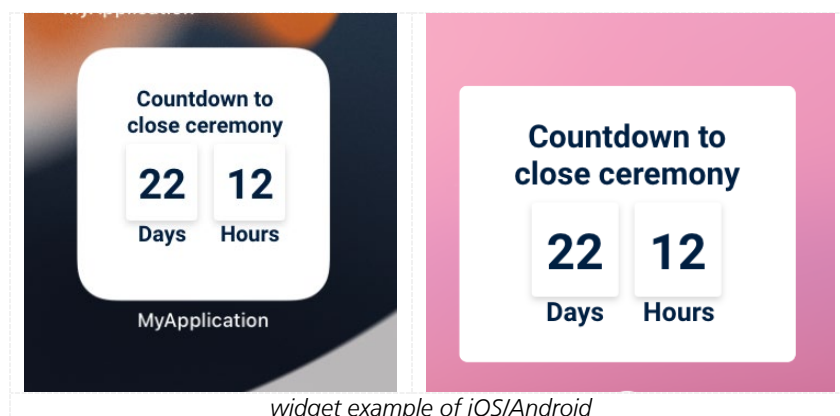 MyApplication
Countdown to
close ceremony
22 12
Days Hours
MyApplication
Countdown to
close ceremony
22 12
Days Hours
widget example of iOS/Android